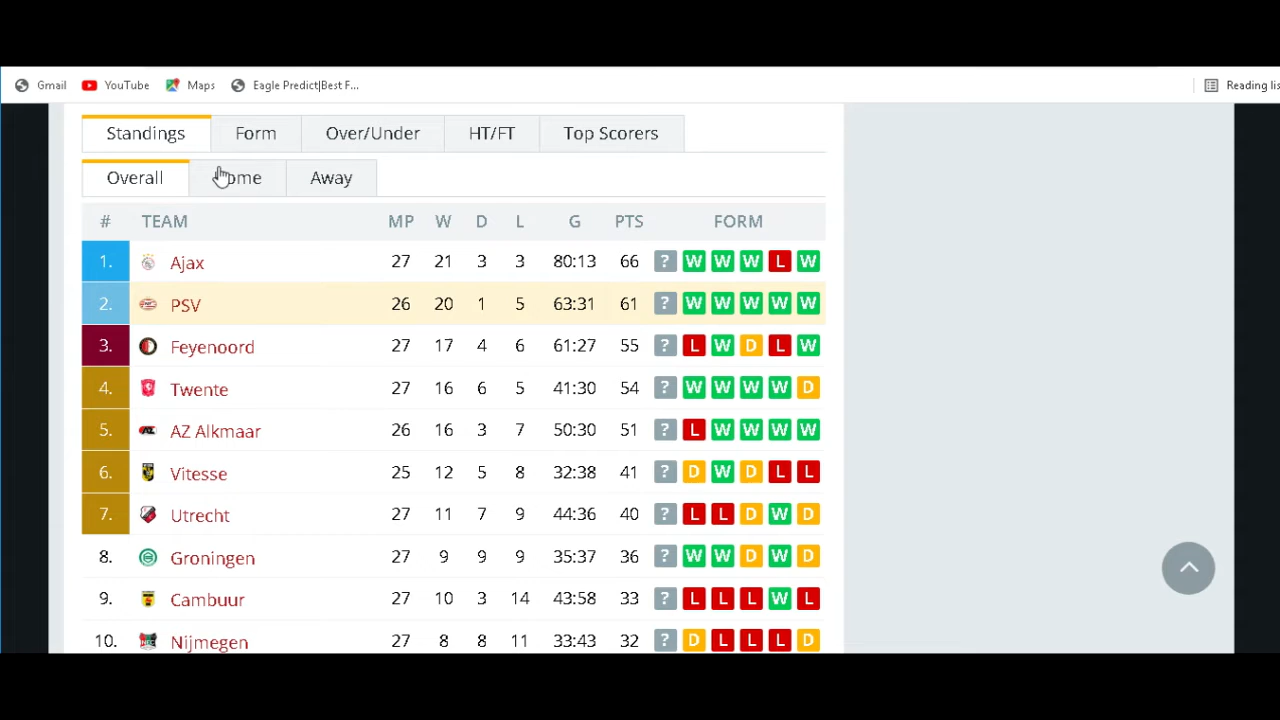 Gmail YouTube Maps Eagle Predict|Best F...
Standings Form Over/Under HT/FT Top Scorers
Overall ome Away
# TEAM MP W D L G PTS FORM
1. Ajax 27 21 3 3 80:13 66 ? W W W L W
2. PSV 26 20 1 5 63:31 61 ? W W W W W
3. Feyenoord 27 17 4 6 61:27 55 ? L W D L W
4. Twente 27 16 6 5 41:30 54 ? W W W W D
5. AZ Alkmaar 26 16 3 7 50:30 51 ? L W W W W
6. Vitesse 25 12 5 8 32:38 41 ? D W D L L
7. Utrecht 27 11 7 9 44:36 40 ? L L D W D
8. Groningen 27 9 9 9 35:37 36 ? W W D W D
9. Cambuur 27 10 3 14 43:58 33 ? L L L W L
10. Nijmegen 27 8 8 11 33:43 32 ? D L L L D
Reading lis